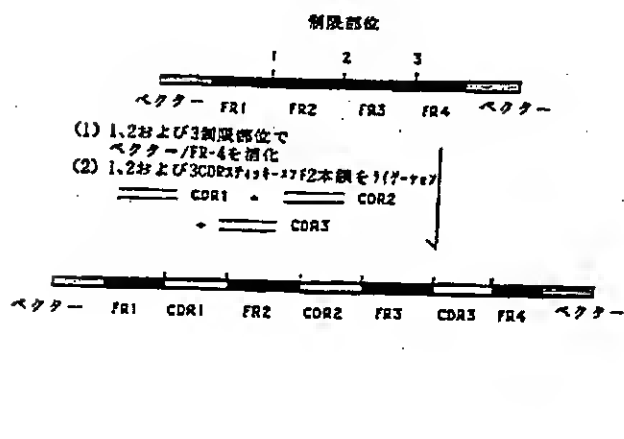 制限部位
1 2 3
ベクター FR1 FR2 FR3 FR4 ベクター
(1) 1,2および3制限部位で
ベクター/FR-4を消化
(2) 1,2および3CDRスティッキーエンド2本鎖をライゲーション
CDR1 + CDR2
+ CDR3
ベクター FR1 CDR1 FR2 CDR2 FR3 CDR3 FR4 ベクター